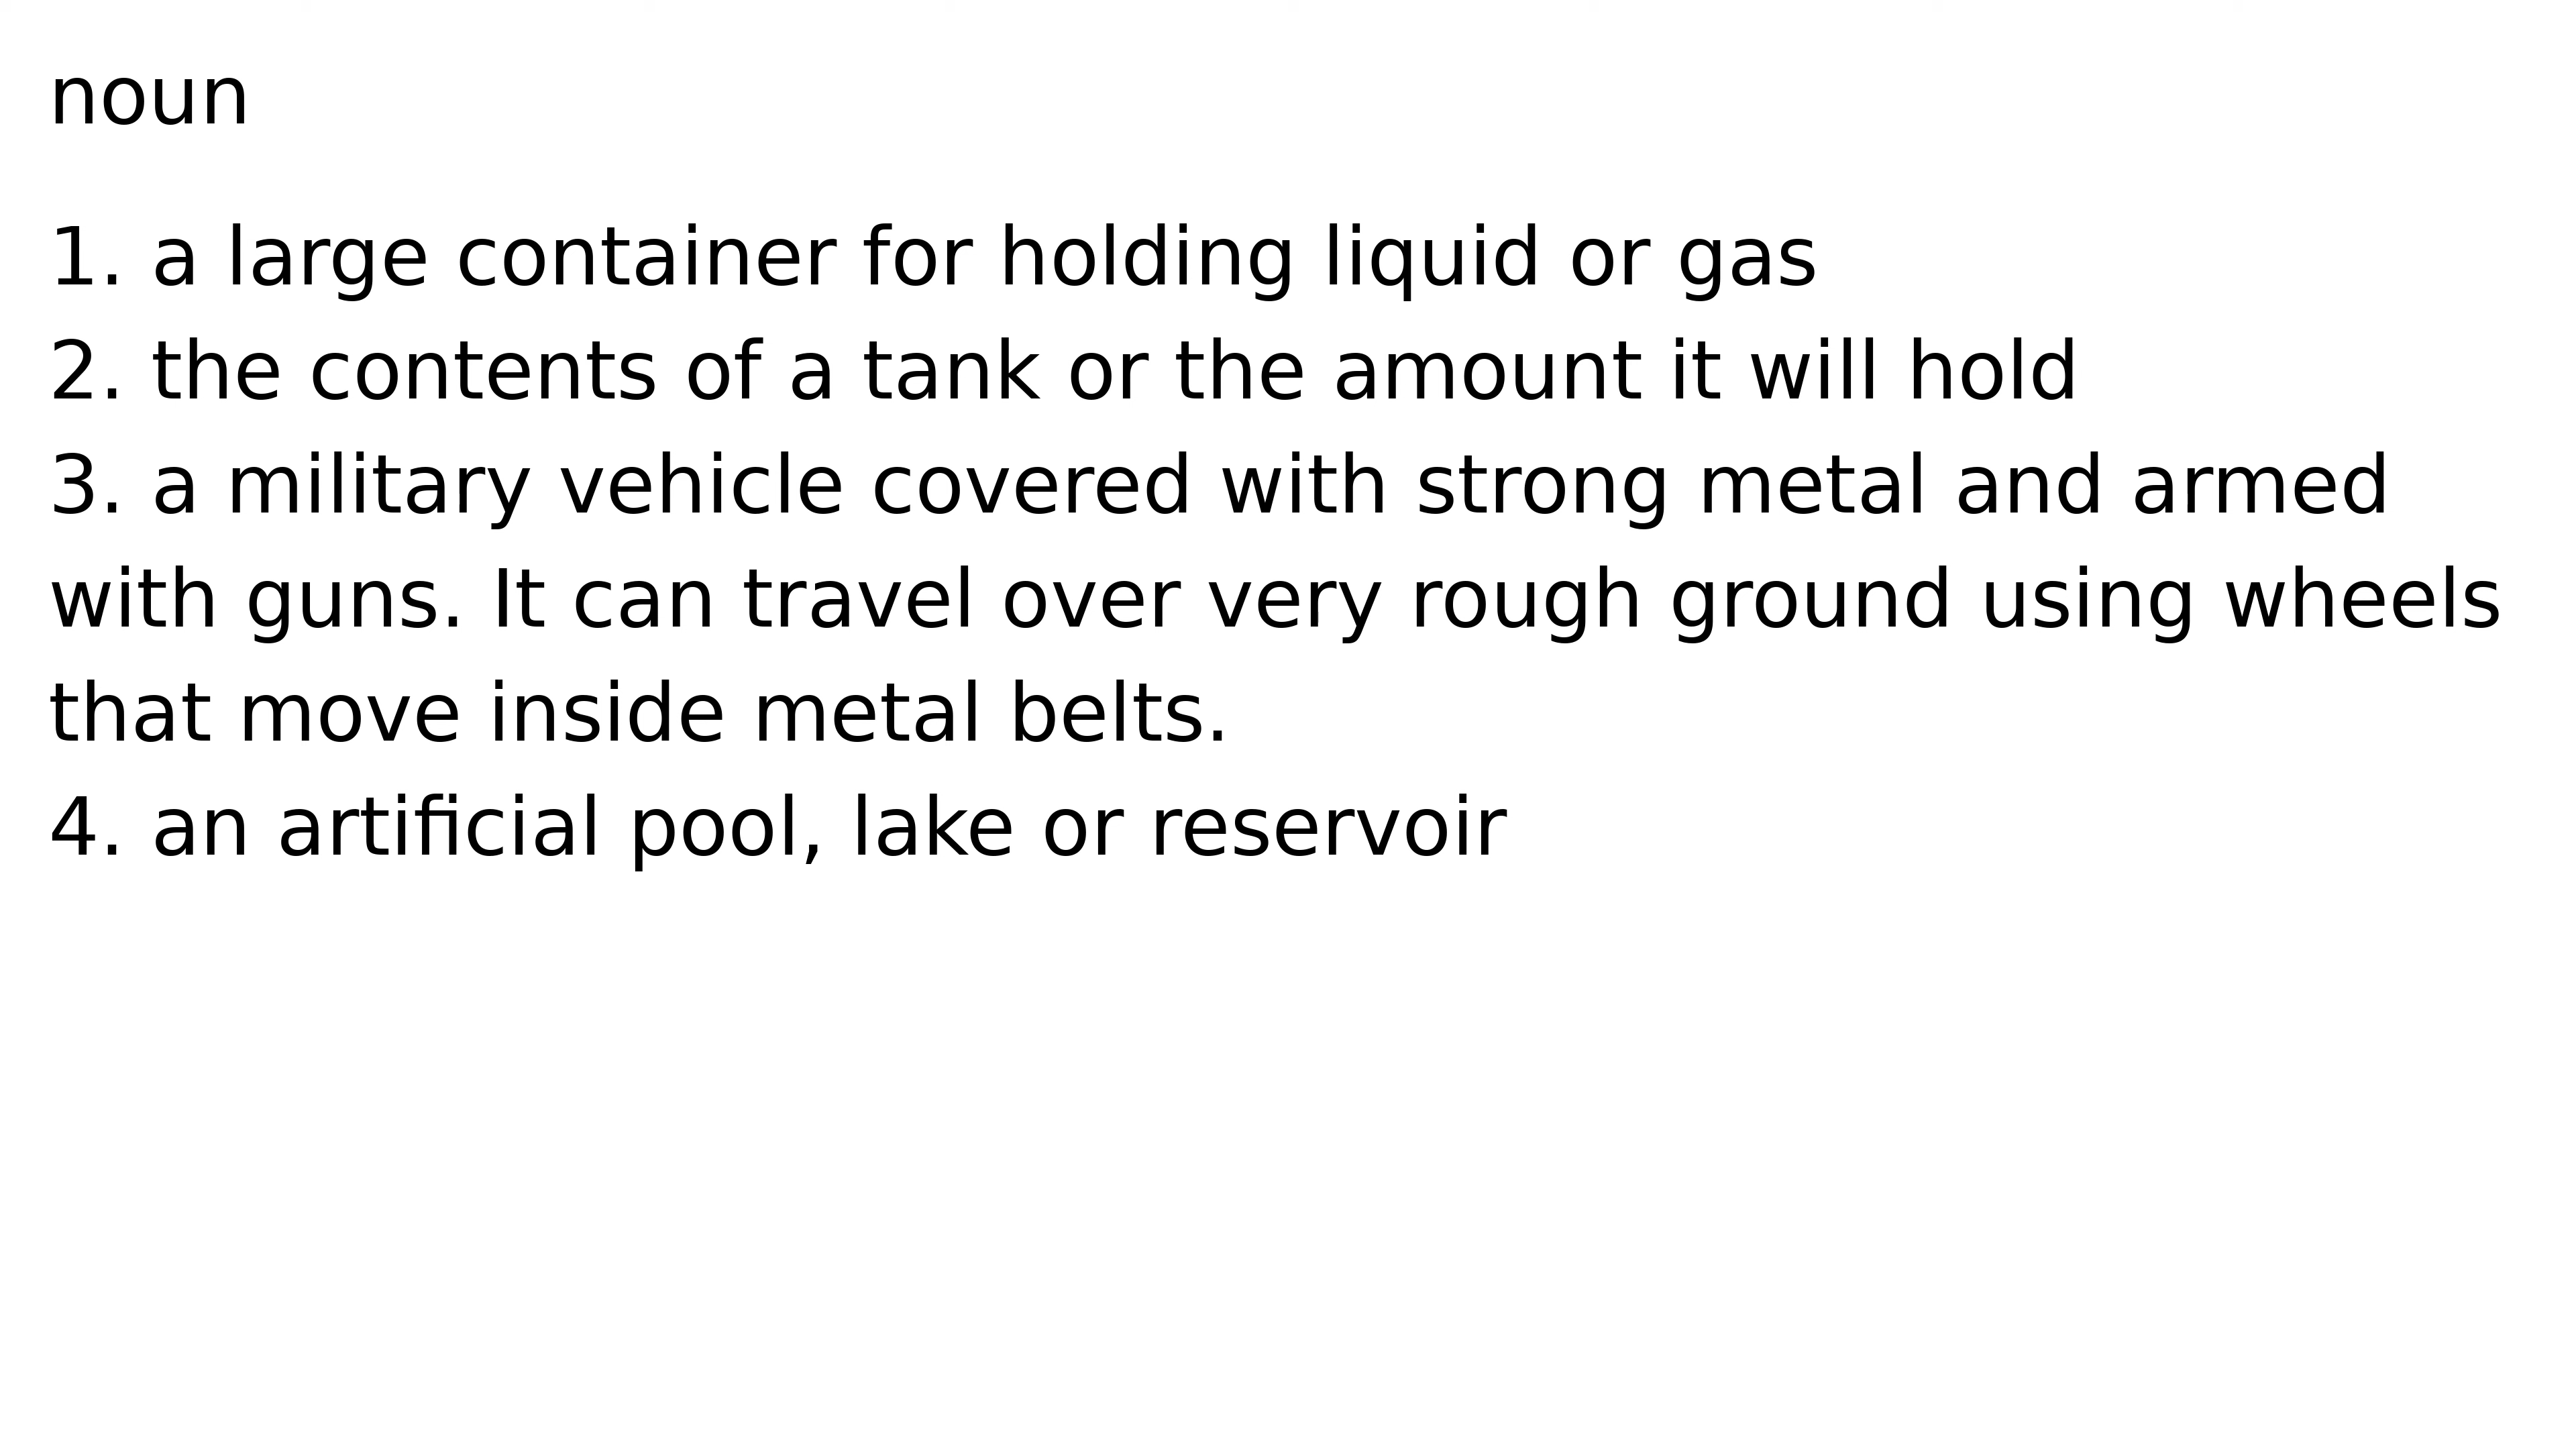 noun
1. a large container for holding liquid or gas
2. the contents of a tank or the amount it will hold
3. a military vehicle covered with strong metal and armed
with guns. It can travel over very rough ground using wheels
that move inside metal belts.
4. an artificial pool, lake or reservoir